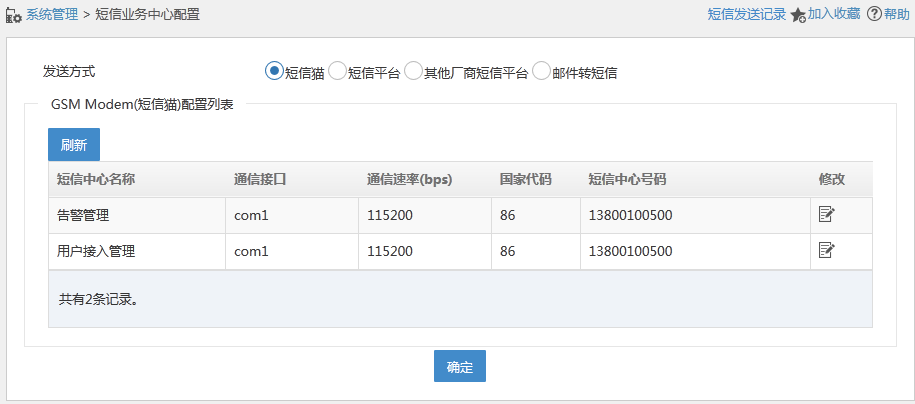 系统管理 > 短信业务中心配置 短信发送记录 加入收藏 帮助
发送方式 短信猫 短信平台 其他厂商短信平台 邮件转短信
GSM Modem(短信猫)配置列表
刷新
短信中心名称 通信接口 通信速率(bps) 国家代码 短信中心号码 修改
告警管理 com1 115200 86 13800100500
用户接入管理 com1 115200 86 13800100500
共有2条记录。
确定